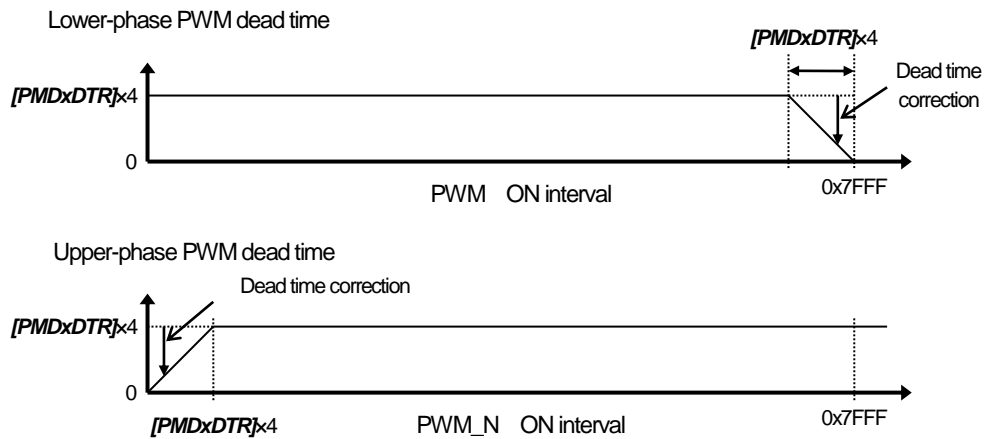 Lower-phase PWM dead time
[PMDxDTR]×4
[PMDxDTR]×4
Dead time
correction
0
PWM ON interval
0x7FFF
Upper-phase PWM dead time
Dead time correction
[PMDxDTR]×4
0
[PMDxDTR]×4
PWM_N ON interval
0x7FFF